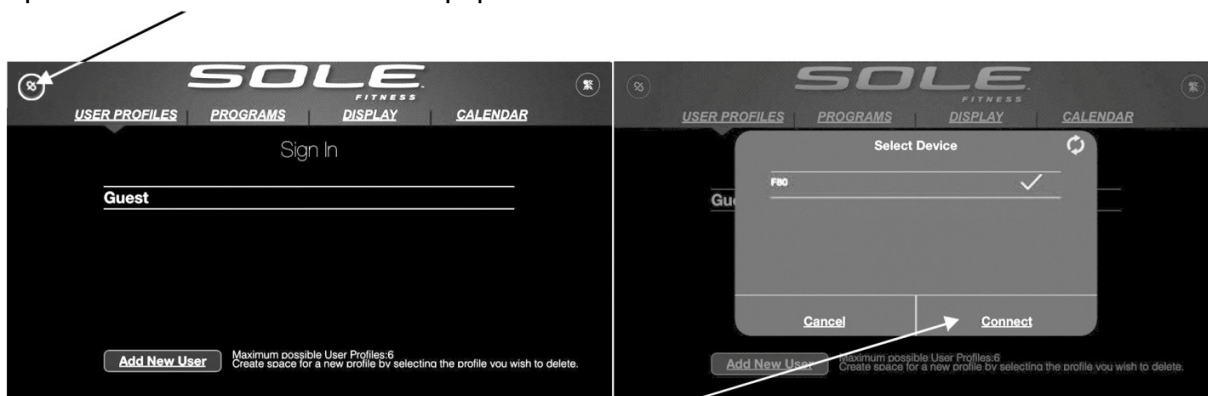 SOLE
FITNESS
USER PROFILES PROGRAMS DISPLAY CALENDAR
Sign In
Guest
Add New User
Maximum possible User Profiles:6
Create space for a new profile by selecting the profile you wish to delete.
SOLE
FITNESS
USER PROFILES PROGRAMS DISPLAY CALENDAR
Select Device
F80
Gu
Cancel Connect
Add New User
Maximum possible User Profiles:6
Create space for a new profile by selecting the profile you wish to delete.